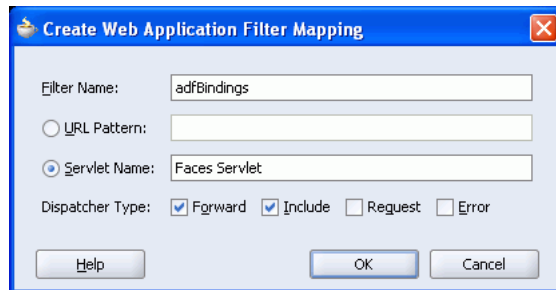 Create Web Application Filter Mapping
Filter Name: adfBindings
URL Pattern:
Servlet Name: Faces Servlet
Dispatcher Type: Forward Include Request Error
Help OK Cancel